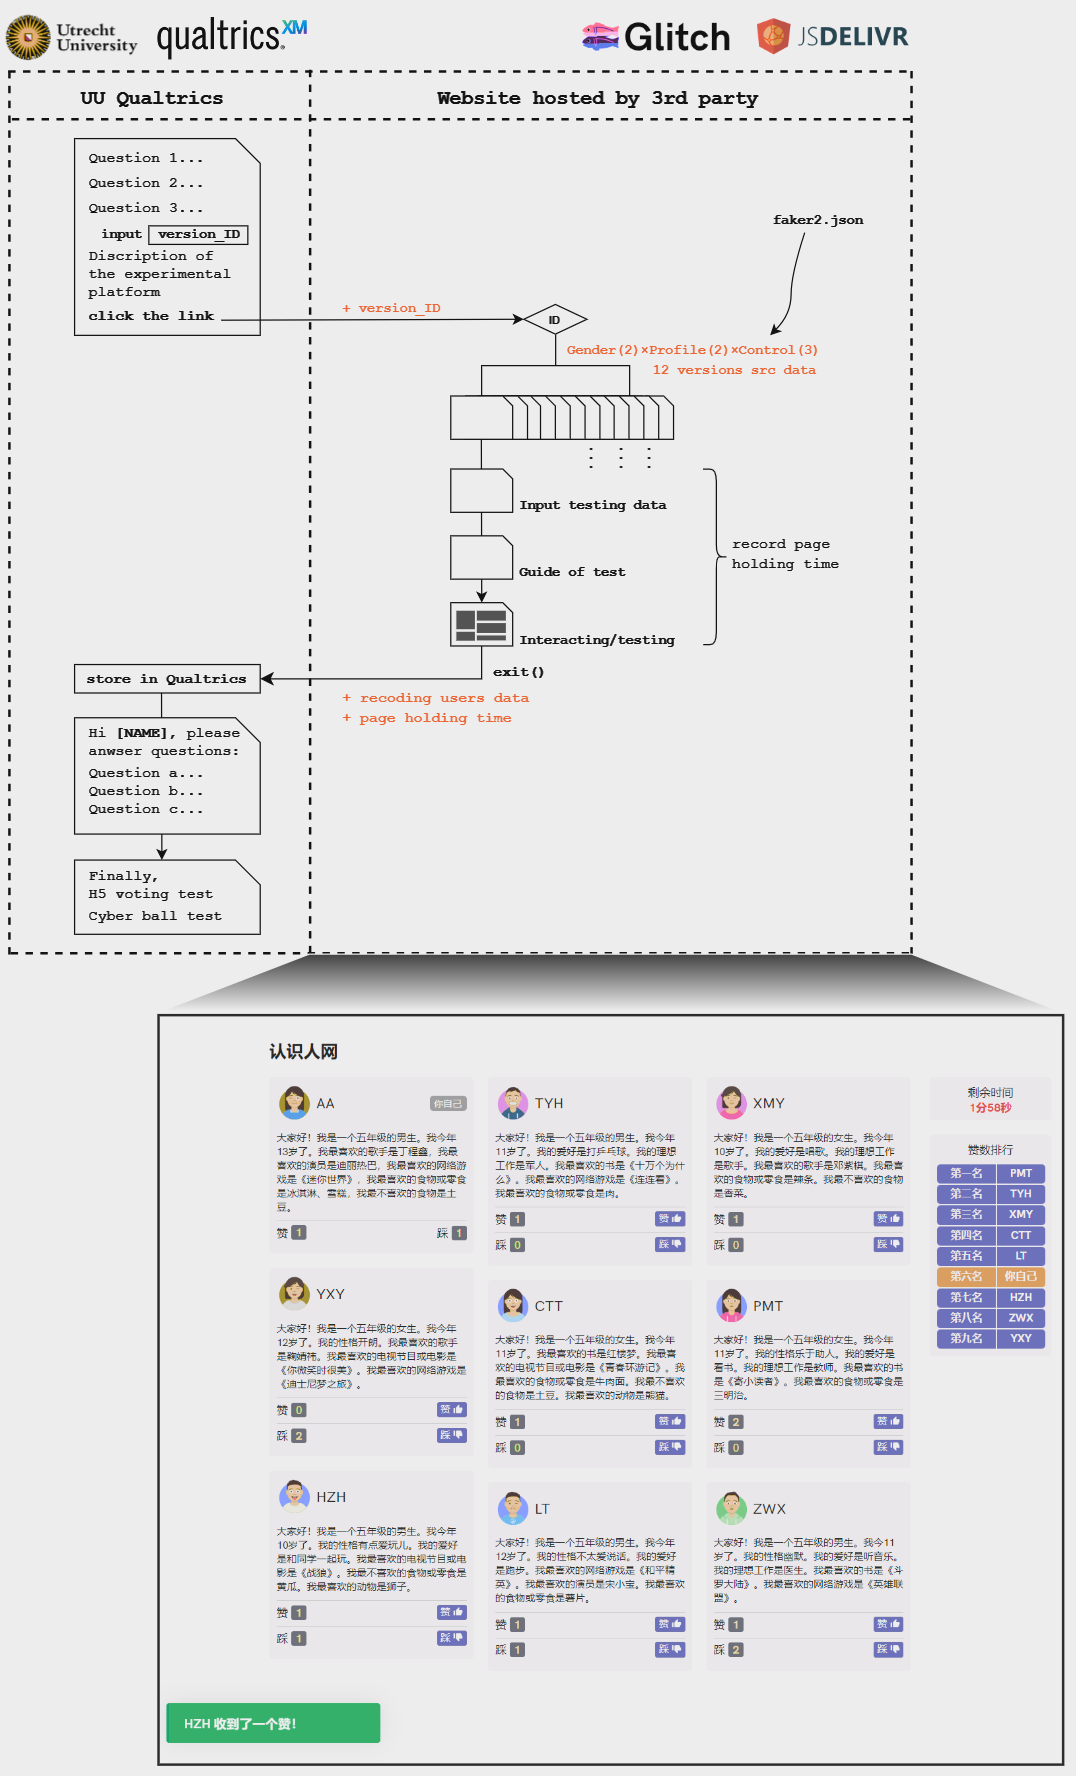 Utrecht
University
qualtrics XM
Glitch
JSDELIVR
UU Qualtrics
Website hosted by 3rd party
Question 1...
Question 2...
Question 3...
input version_ID
Discription of
the experimental
platform
click the link
+ version_ID
ID
faker2.json
Gender(2)×Profile(2)×Control(3)
12 versions src data
Input testing data
Guide of test
Interacting/testing
record page
holding time
exit()
store in Qualtrics
+ recoding users data
+ page holding time
Hi [NAME], please
anwser questions:
Question a...
Question b...
Question c...
Finally,
H5 voting test
Cyber ball test
认识人网
AA 你自己
大家好！我是一个五年级的男生。我今年
13岁了。我最喜欢的歌手是丁程鑫，我最
喜欢的演员是迪丽热巴，我最喜欢的网络游
戏是《迷你世界》，我最喜欢的食物或零食
是冰淇淋、雪糕，我最不喜欢的食物是土
豆。
赞 1 踩 1
TYH
大家好！我是一个五年级的男生。我今年
11岁了。我的爱好是打乒乓球。我的理想
工作是军人。我最喜欢的书是《十万个为什
么》。我最喜欢的网络游戏是《连连看》。
我最喜欢的食物或零食是肉。
赞 1 赞
踩 0 踩
XMY
大家好！我是一个五年级的女生。我今年
10岁了。我的爱好是唱歌。我的理想工作
是歌手。我最喜欢的歌手是邓紫棋。我最喜
欢的食物或零食是辣条。我最不喜欢的食物
是香菜。
赞 1 赞
踩 0 踩
YXY
大家好！我是一个五年级的女生。我今年
12岁了。我的性格开朗。我最喜欢的歌手
是鞠婧祎。我最喜欢的电视节目或电影是
《你微笑时很美》。我最喜欢的网络游戏是
《迪士尼梦之旅》。
赞 0 赞
踩 2 踩
CTT
大家好！我是一个五年级的女生。我今年
11岁了。我最喜欢的书是红楼梦。我最喜
欢的电视节目或电影是《青春环游记》。我
最喜欢的食物或零食是牛肉面。我最不喜欢
的食物是土豆。我最喜欢的动物是熊猫。
赞 1 赞
踩 0 踩
PMT
大家好！我是一个五年级的女生。我今年
11岁了。我的性格乐于助人。我的爱好是
看书。我的理想工作是教师。我最喜欢的书
是《寄小读者》。我最喜欢的食物或零食是
三明治。
赞 2 赞
踩 0 踩
HZH
大家好！我是一个五年级的男生。我今年
10岁了。我的性格有点爱玩儿。我的爱好
是和同学一起玩。我最喜欢的电视节目或电
影是《战狼》。我最不喜欢的食物或零食是
黄瓜。我最喜欢的动物是狮子。
赞 1 赞
踩 1 踩
LT
大家好！我是一个五年级的男生。我今年
12岁了。我的性格不太爱说话。我的爱好
是跑步。我最喜欢的网络游戏是《和平精
英》。我最喜欢的演员是宋小宝。我最喜欢
的食物或零食是薯片。
赞 1 赞
踩 1 踩
ZWX
大家好！我是一个五年级的男生。我今11
岁了。我的性格幽默。我的爱好是听音乐。
我的理想工作是医生。我最喜欢的书是《斗
罗大陆》。我最喜欢的网络游戏是《英雄联
盟》。
赞 1 赞
踩 2 踩
剩余时间
1分58秒
赞数排行
第一名 PMT
第二名 TYH
第三名 XMY
第四名 CTT
第五名 LT
第六名 你自己
第七名 HZH
第八名 ZWX
第九名 YXY
HZH 收到了一个赞！